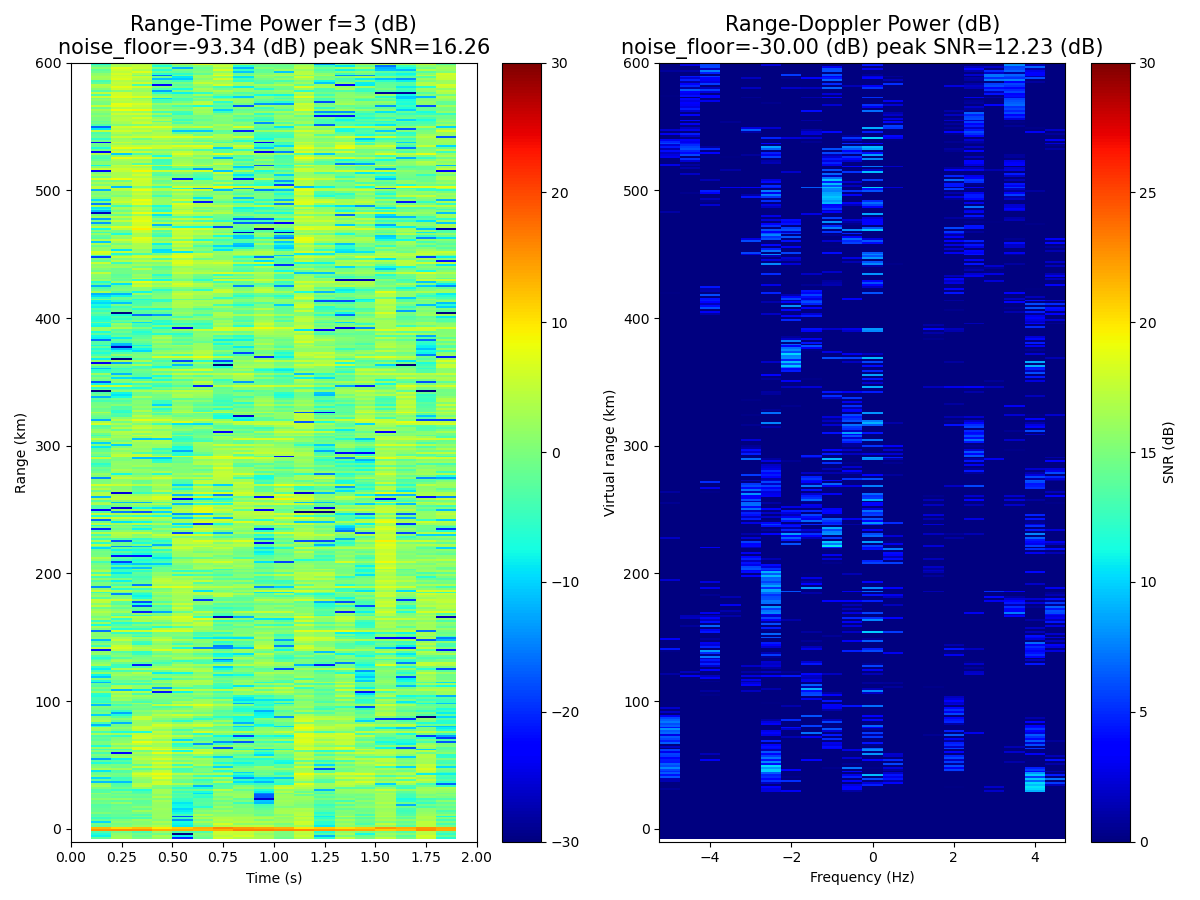 Range-Time Power f=3 (dB)
noise_floor=-93.34 (dB) peak SNR=16.26
600
500
400
300
200
100
0
Range (km)
0.00 0.25 0.50 0.75 1.00 1.25 1.50 1.75 2.00
Time (s)
30
20
10
0
−10
−20
−30
Range-Doppler Power (dB)
noise_floor=-30.00 (dB) peak SNR=12.23 (dB)
600
500
400
300
200
100
0
Virtual range (km)
−4 −2 0 2 4
Frequency (Hz)
30
25
20
15
10
5
0
SNR (dB)